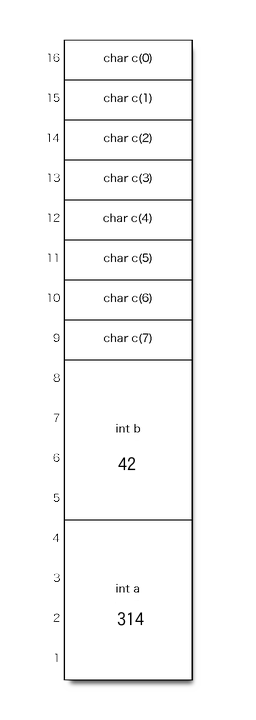 16 char c(0)
15 char c(1)
14 char c(2)
13 char c(3)
12 char c(4)
11 char c(5)
10 char c(6)
9 char c(7)
8
7
int b
6 42
5
4
3
int a
2 314
1